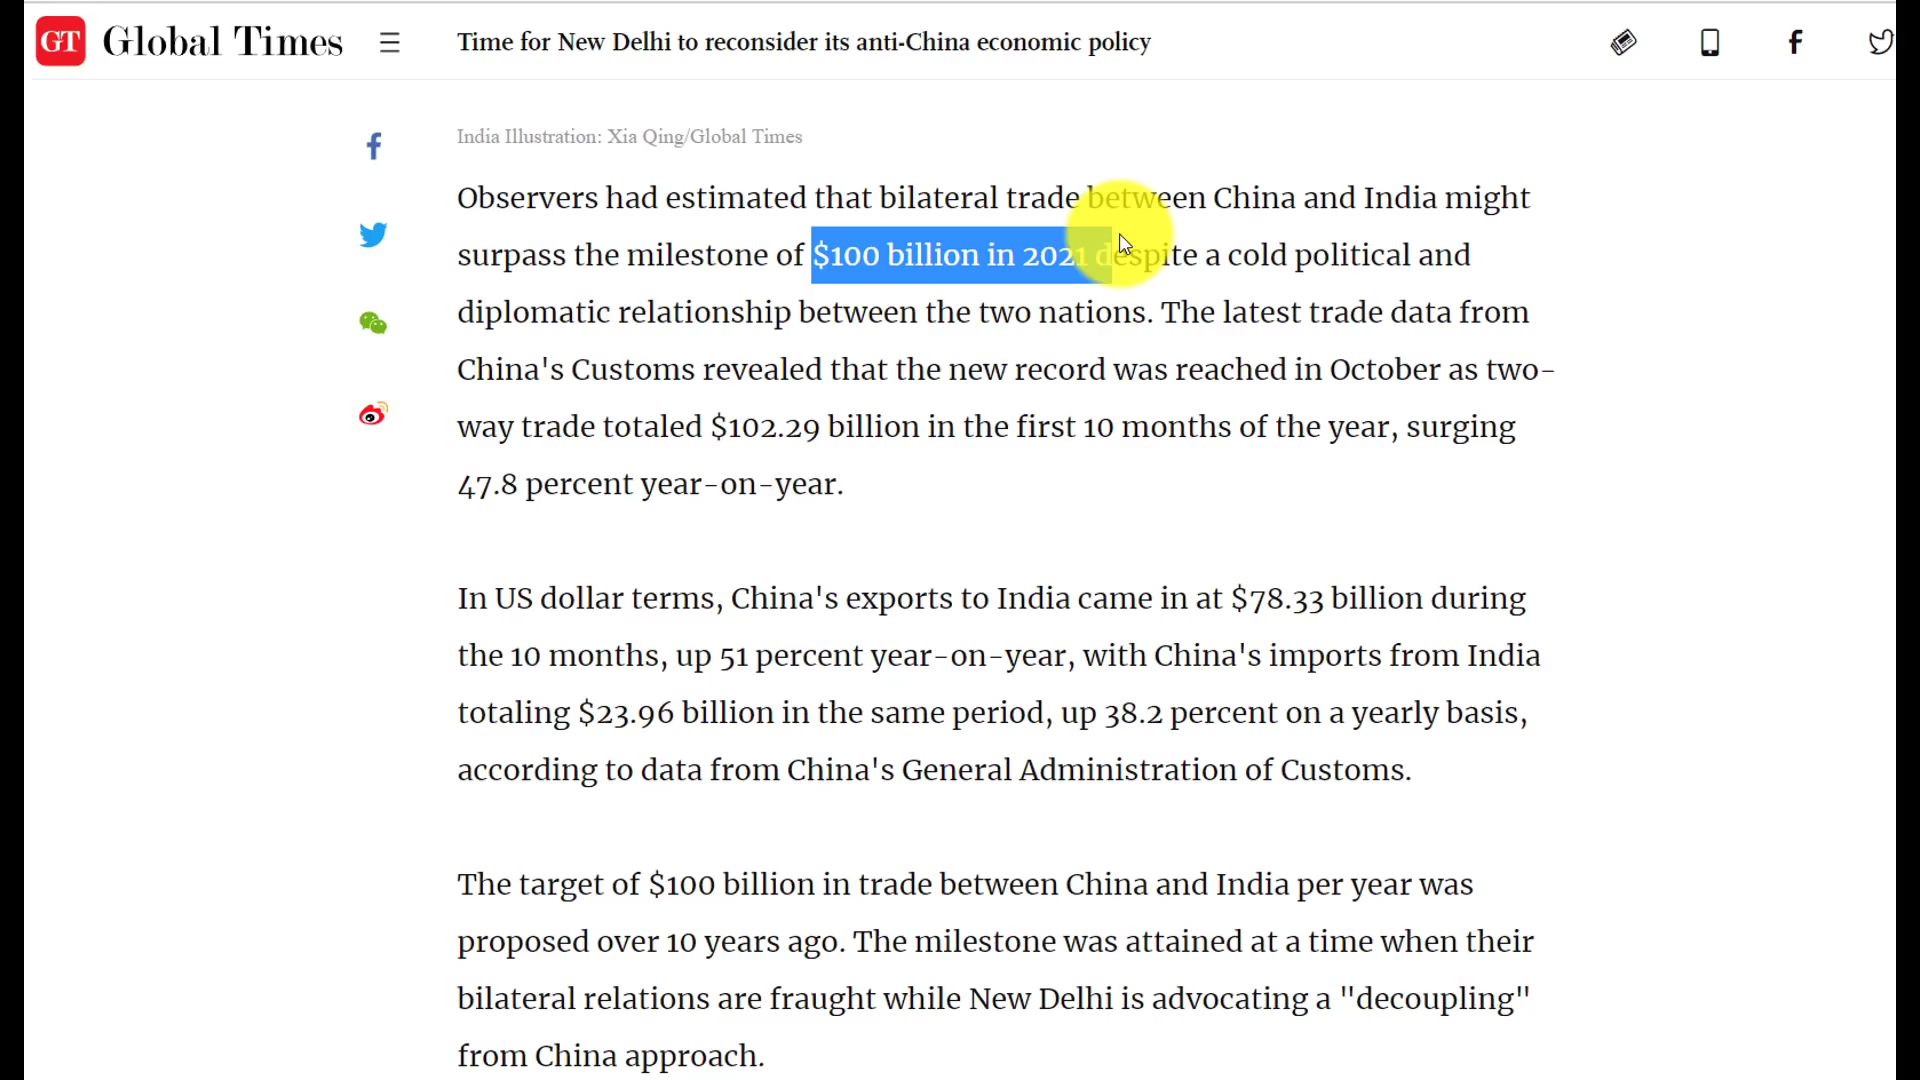 GT Global Times
Time for New Delhi to reconsider its anti-China economic policy
India Illustration: Xia Qing/Global Times
Observers had estimated that bilateral trade between China and India might
surpass the milestone of $100 billion in 2021 despite a cold political and
diplomatic relationship between the two nations. The latest trade data from
China's Customs revealed that the new record was reached in October as two-
way trade totaled $102.29 billion in the first 10 months of the year, surging
47.8 percent year-on-year.
In US dollar terms, China's exports to India came in at $78.33 billion during
the 10 months, up 51 percent year-on-year, with China's imports from India
totaling $23.96 billion in the same period, up 38.2 percent on a yearly basis,
according to data from China's General Administration of Customs.
The target of $100 billion in trade between China and India per year was
proposed over 10 years ago. The milestone was attained at a time when their
bilateral relations are fraught while New Delhi is advocating a "decoupling"
from China approach.